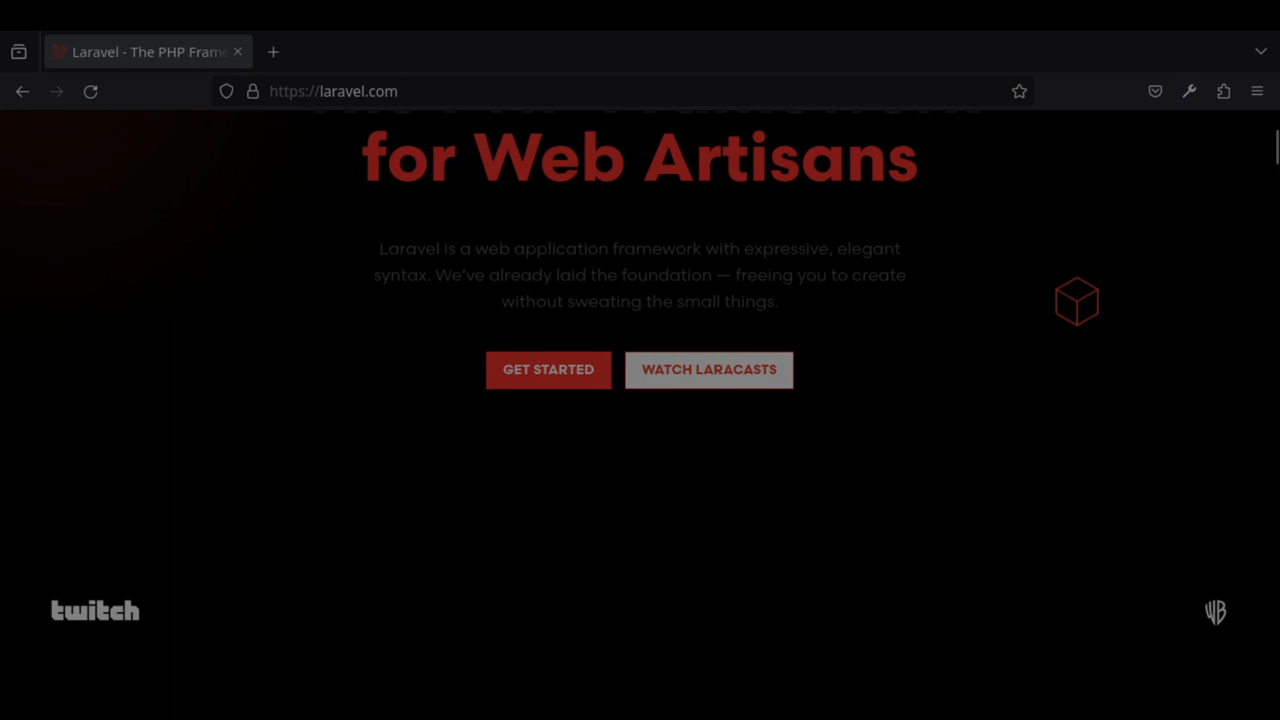 Laravel - The PHP Frame
https://laravel.com
for Web Artisans
Laravel is a web application framework with expressive, elegant
syntax. We've already laid the foundation — freeing you to create
without sweating the small things.
GET STARTED
WATCH LARACASTS
twitch
WB